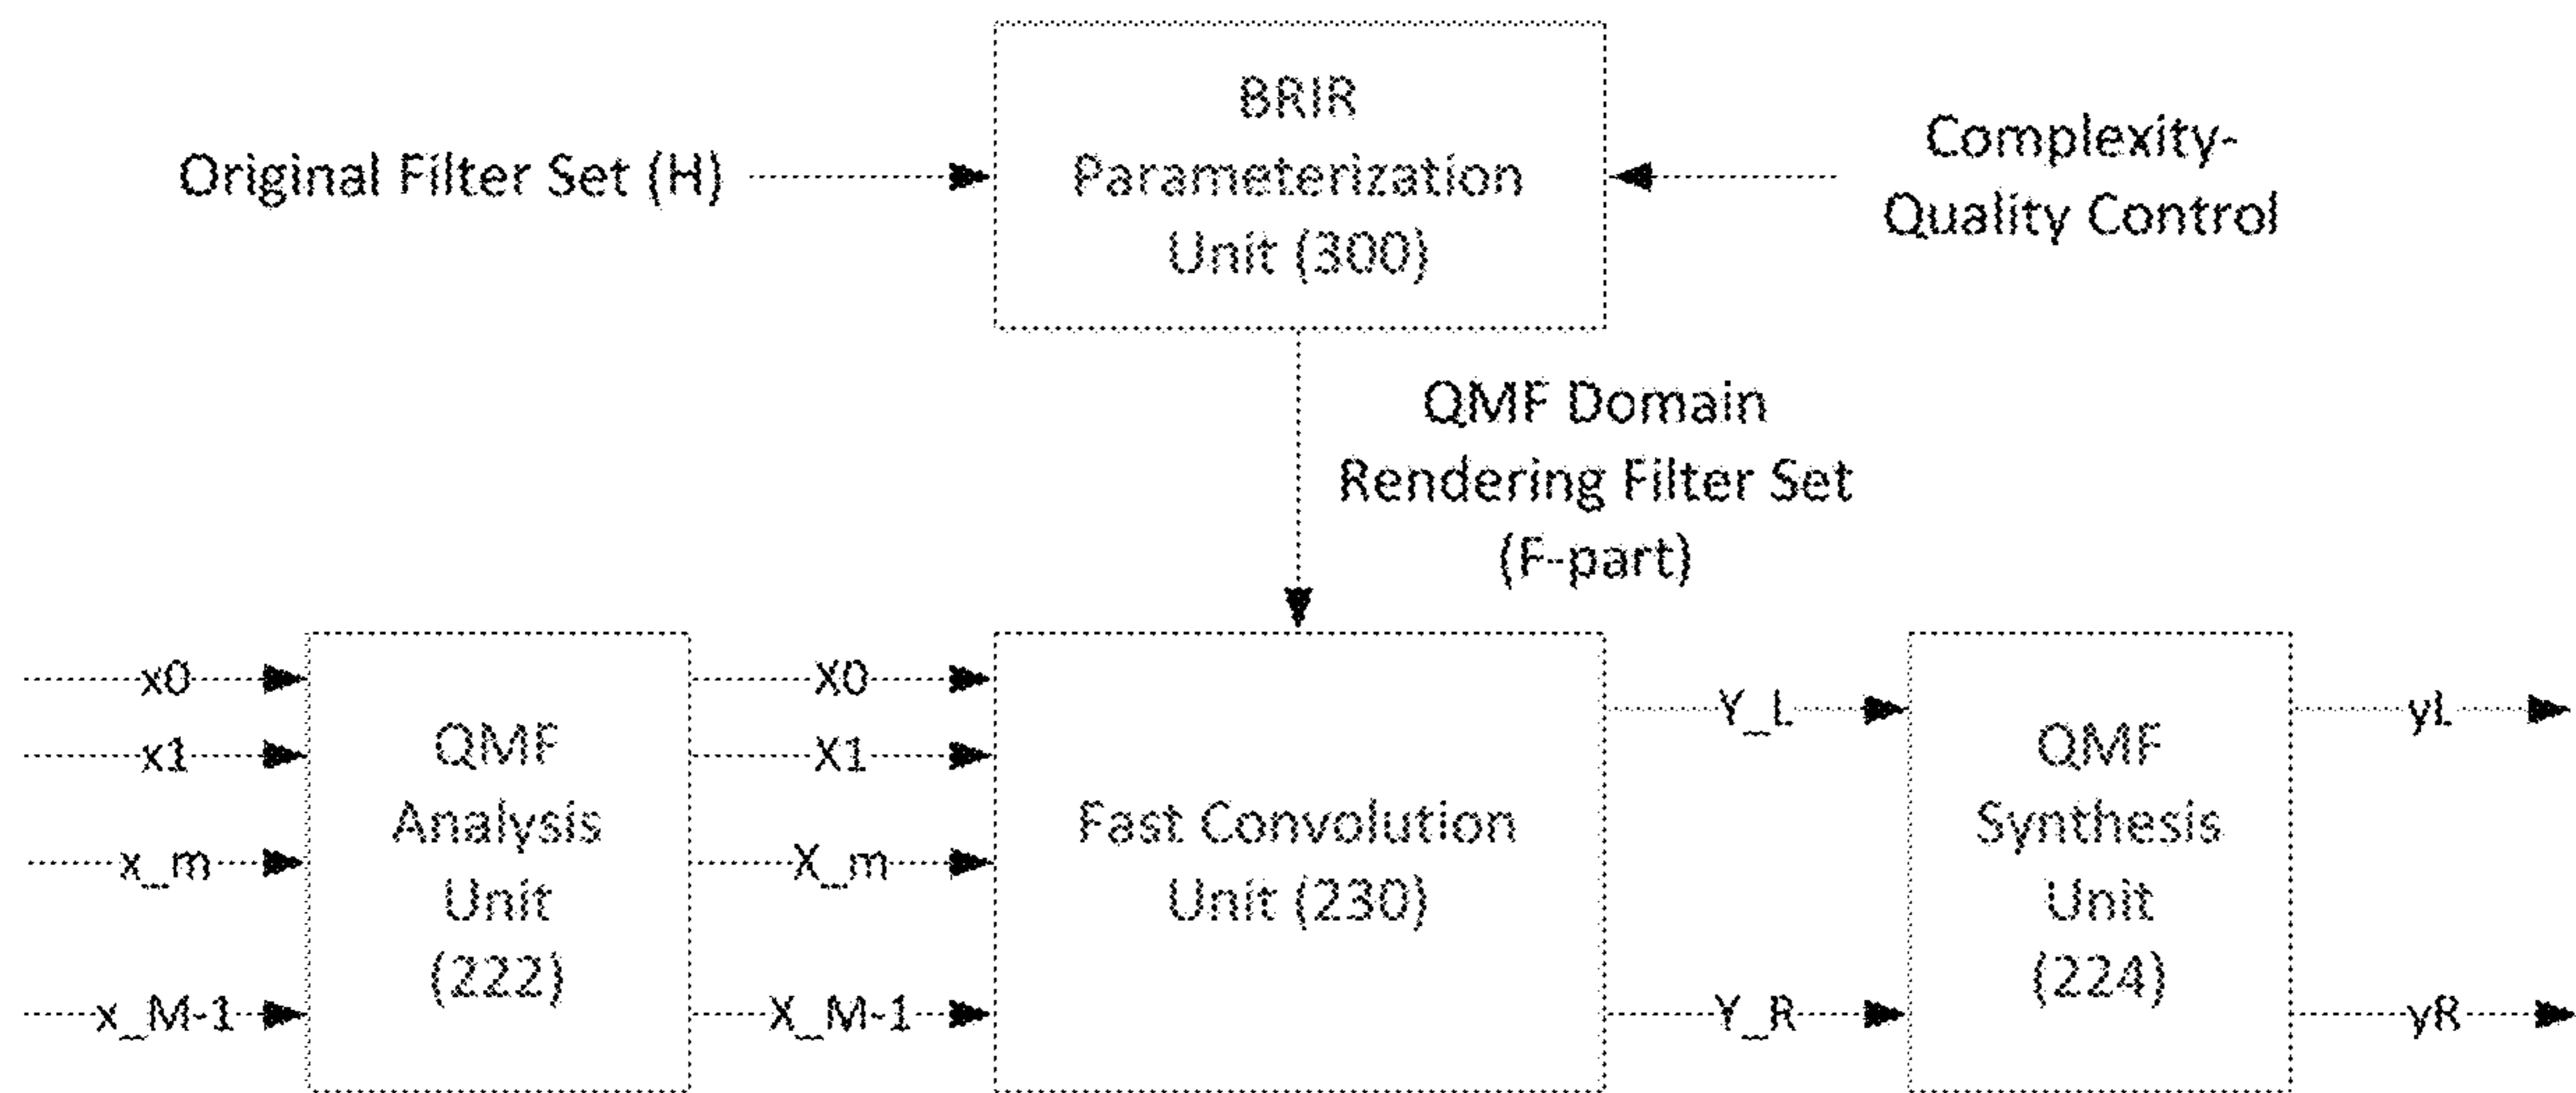 BRIR
Parameterization
Unit (300)
Original Filter Set (H)
Complexity-
Quality Control
QMF Domain
Rendering Filter Set
(F-part)
x0
x1
x_m
x_M-1
QMF
Analysis
Unit
(222)
X0
X1
X_m
X_M-1
Fast Convolution
Unit (230)
Y_L
Y_R
QMF
Synthesis
Unit
(224)
yL
yR